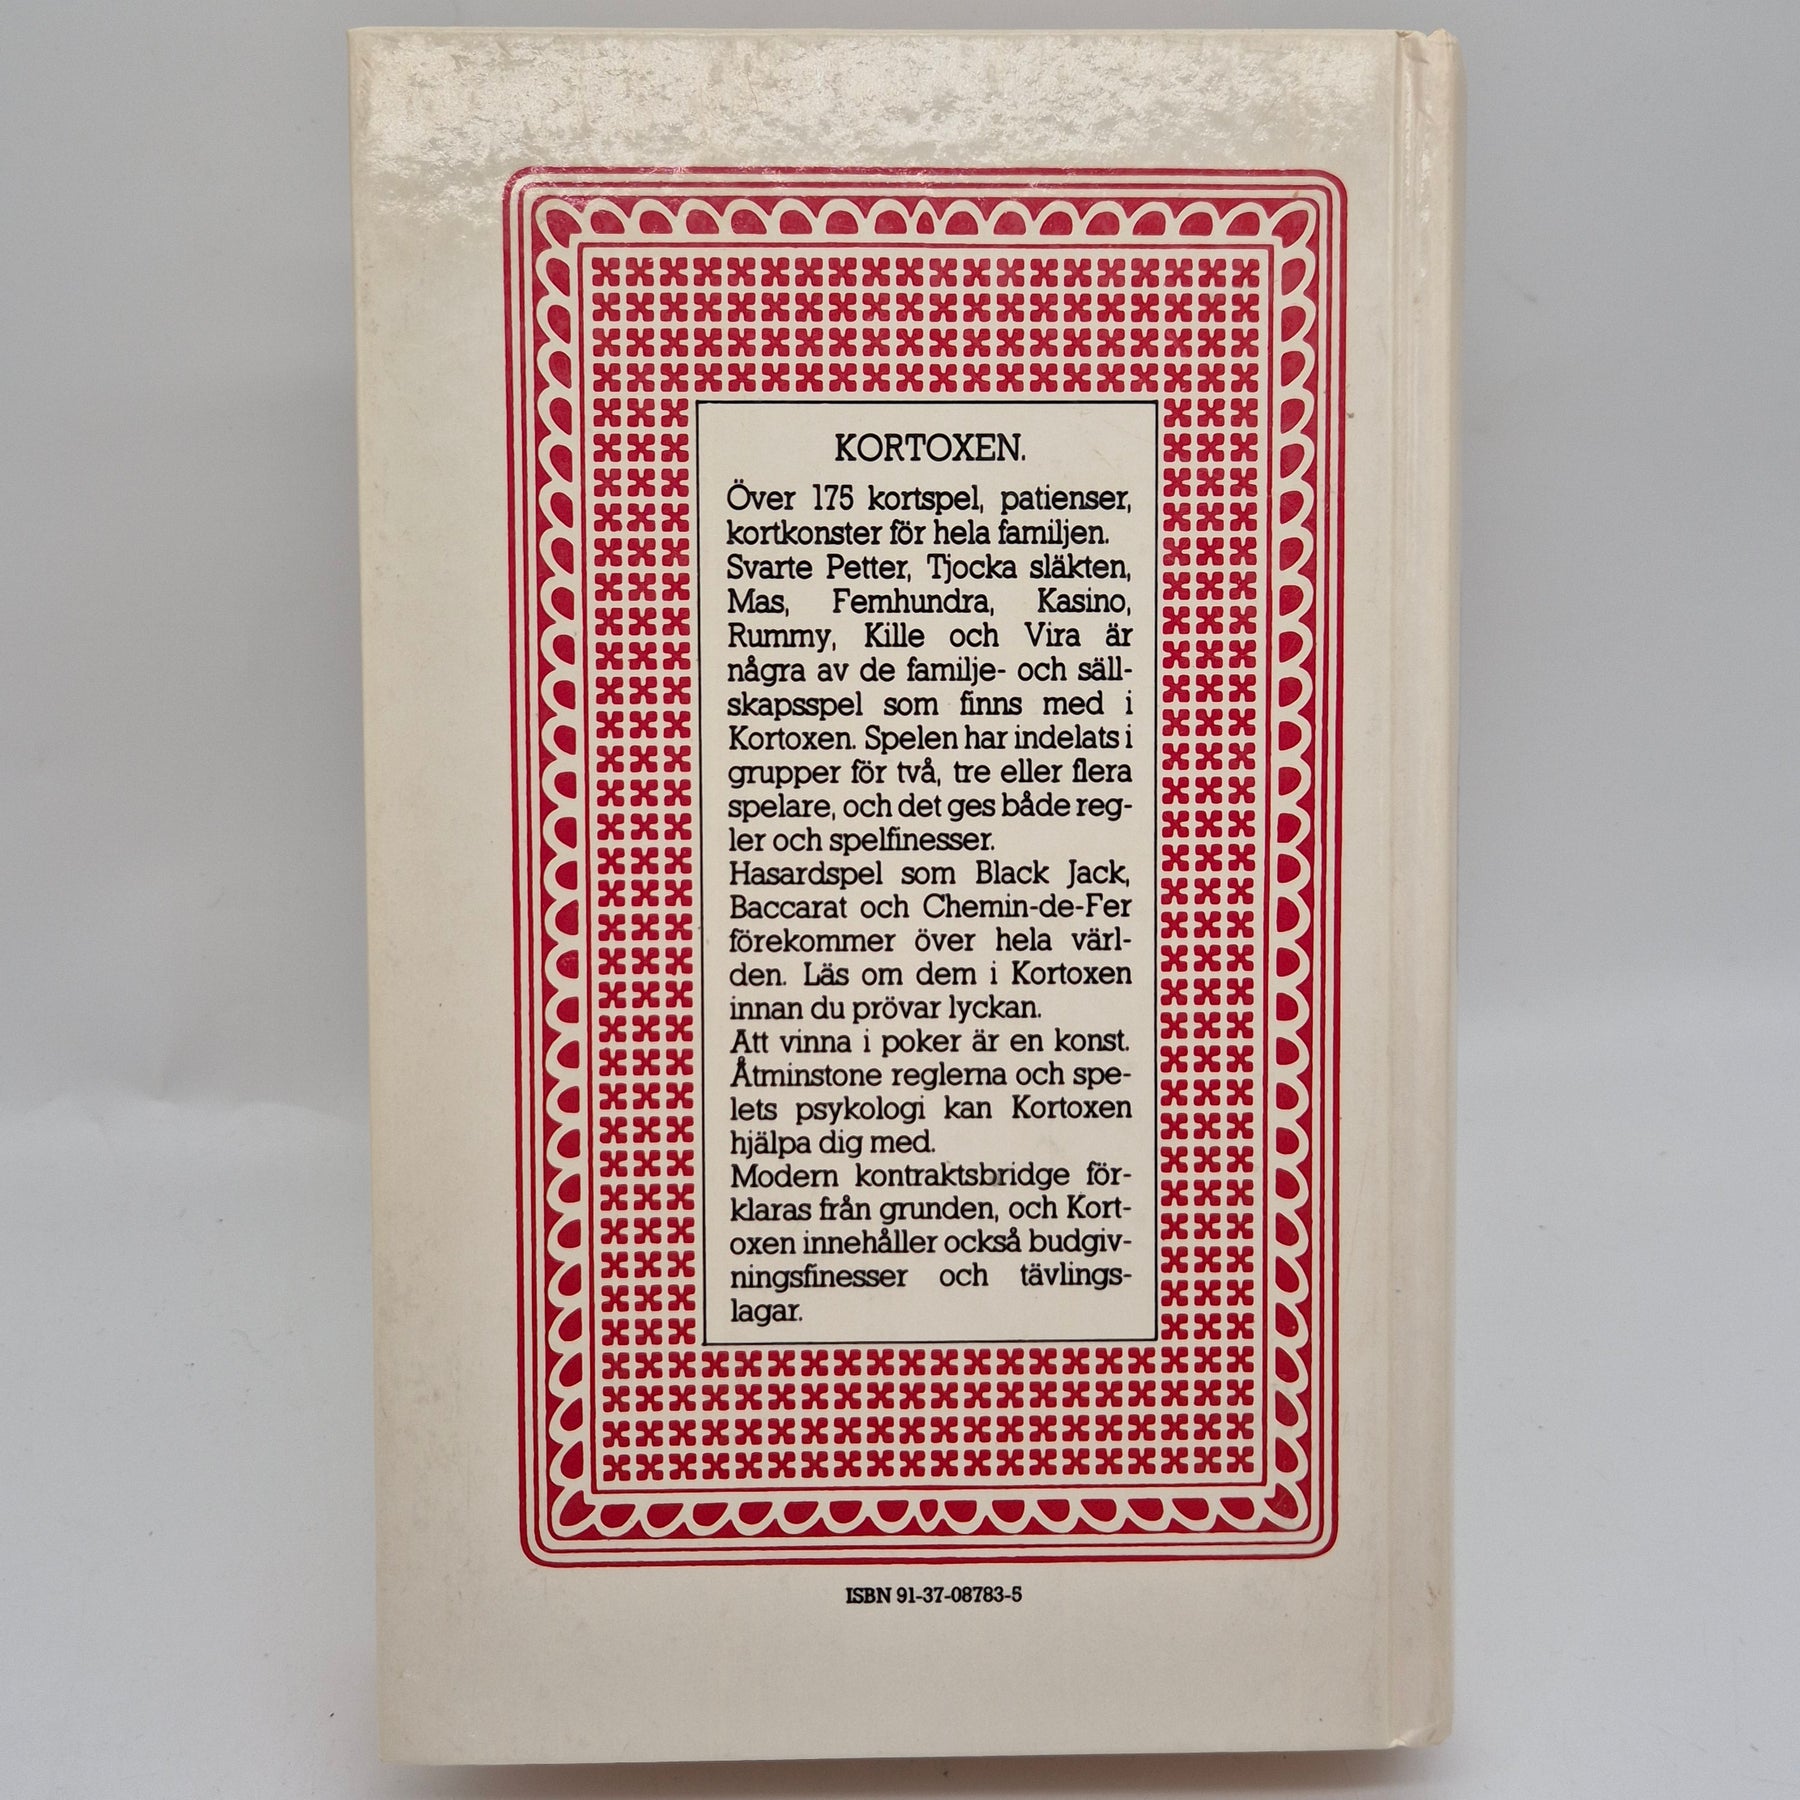 KORTOXEN.
Över 175 kortspel, patienser,
kortkonster för hela familjen.
Svarte Petter, Tjocka släkten,
Mas, Femhundra, Kasino,
Rummy, Kille och Vira är
några av de familje- och säll-
skapsspel som finns med i
Kortoxen. Spelen har indelats i
grupper för två, tre eller flera
spelare, och det ges både reg-
ler och spelfinesser.
Hasardspel som Black Jack,
Baccarat och Chemin-de-Fer
förekommer över hela värl-
den. Läs om dem i Kortoxen
innan du prövar lyckan.
Att vinna i poker är en konst.
Åtminstone reglerna och spe-
lets psykologi kan Kortoxen
hjälpa dig med.
Modern kontraktsbridge för-
klaras från grunden, och Kort-
oxen innehåller också budgiv-
ningsfinesser och tävlings-
lagar.
ISBN 91-37-08783-5